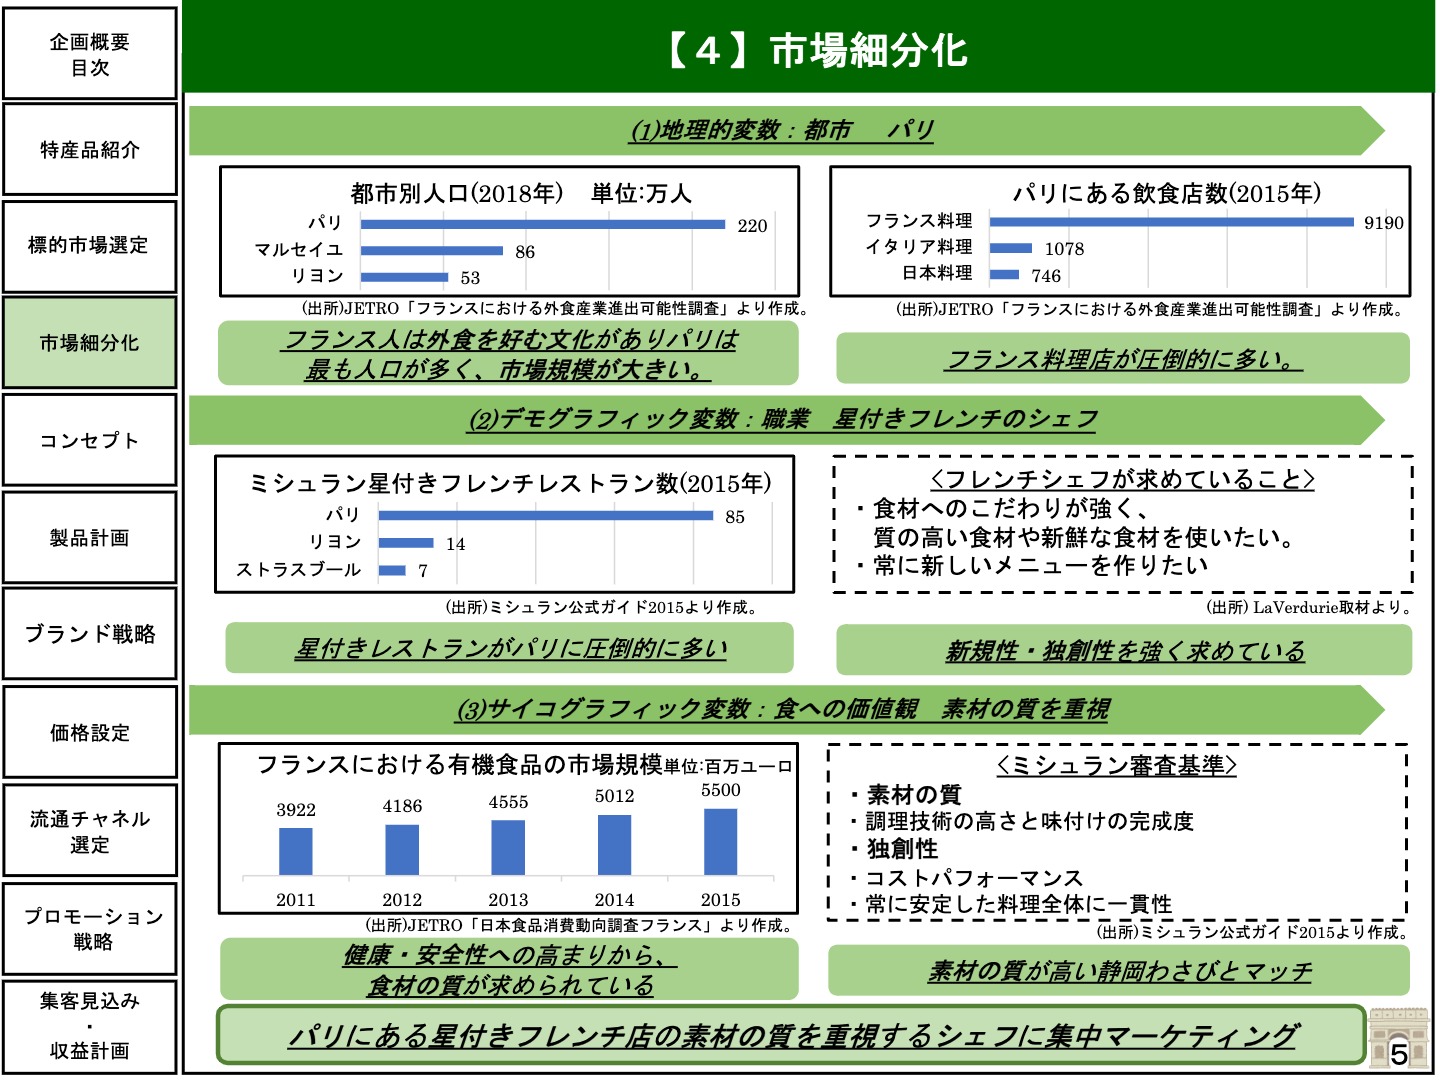 企画概要
目次
特産品紹介
標的市場選定
市場細分化
コンセプト
製品計画
ブランド戦略
価格設定
流通チャネル
選定
プロモーション
戦略
集客見込み
・
収益計画
【４】市場細分化
(1)地理的変数：都市　パリ
都市別人口(2018年)　単位:万人
パリ 220
マルセイユ 86
リヨン 53
(出所)JETRO「フランスにおける外食産業進出可能性調査」より作成。
フランス人は外食を好む文化がありパリは
最も人口が多く、市場規模が大きい。
パリにある飲食店数(2015年)
フランス料理 9190
イタリア料理 1078
日本料理 746
(出所)JETRO「フランスにおける外食産業進出可能性調査」より作成。
フランス料理店が圧倒的に多い。
(2)デモグラフィック変数：職業　星付きフレンチのシェフ
ミシュラン星付きフレンチレストラン数(2015年)
パリ 85
リヨン 14
ストラスブール 7
(出所)ミシュラン公式ガイド2015より作成。
星付きレストランがパリに圧倒的に多い
<フレンチシェフが求めていること>
・食材へのこだわりが強く、
質の高い食材や新鮮な食材を使いたい。
・常に新しいメニューを作りたい
(出所) LaVerdurie取材より。
新規性・独創性を強く求めている
(3)サイコグラフィック変数：食への価値観　素材の質を重視
フランスにおける有機食品の市場規模単位:百万ユーロ
3922 4186 4555 5012 5500
2011 2012 2013 2014 2015
(出所)JETRO「日本食品消費動向調査フランス」より作成。
健康・安全性への高まりから、
食材の質が求められている
<ミシュラン審査基準>
・素材の質
・調理技術の高さと味付けの完成度
・独創性
・コストパフォーマンス
・常に安定した料理全体に一貫性
(出所)ミシュラン公式ガイド2015より作成。
素材の質が高い静岡わさびとマッチ
パリにある星付きフレンチ店の素材の質を重視するシェフに集中マーケティング
5